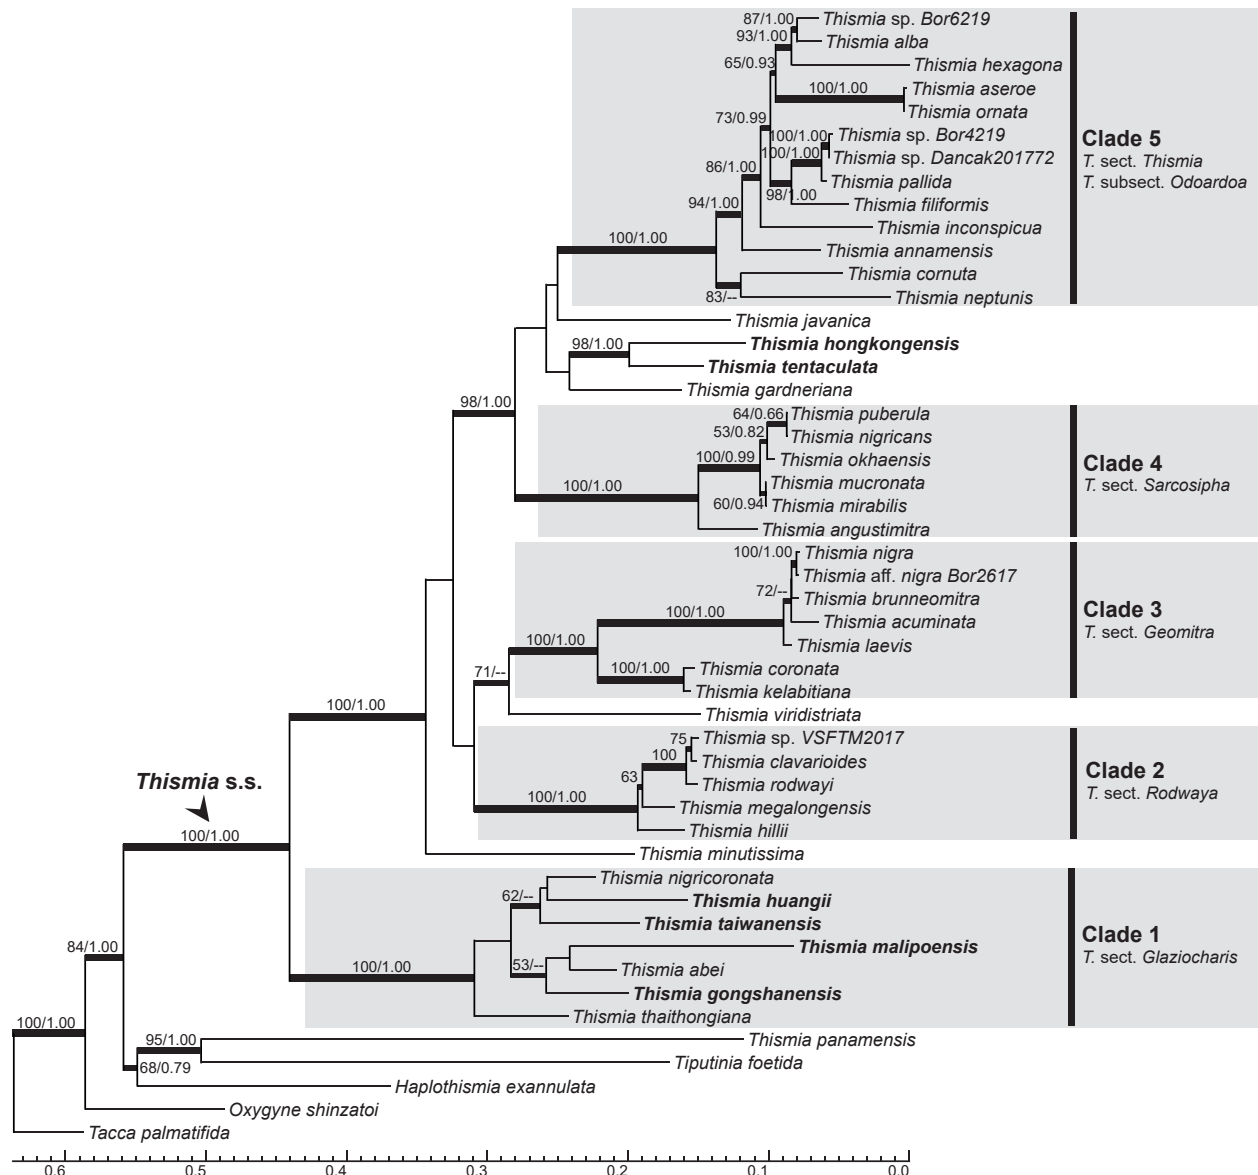 87/1.00
Thismia sp. Bor6219
93/1.00
Thismia alba
65/0.93
Thismia hexagona
100/1.00
Thismia aseroe
Thismia ornata
73/0.99
100/1.00
Thismia sp. Bor4219
100/1.00
Thismia sp. Dancak201772
86/1.00
Thismia pallida
98/1.00
Thismia filiformis
94/1.00
Thismia inconspicua
100/1.00
Thismia annamensis
Thismia cornuta
83/--
Thismia neptunis
Clade 5
T. sect. Thismia
T. subsect. Odoardoa
Thismia javanica
98/1.00
Thismia hongkongensis
Thismia tentaculata
Thismia gardneriana
98/1.00
64/0.66
Thismia puberula
53/0.82
Thismia nigricans
100/0.99
Thismia okhaensis
100/1.00
Thismia mucronata
60/0.94
Thismia mirabilis
Thismia angustimitra
Clade 4
T. sect. Sarcosipha
100/1.00
Thismia nigra
Thismia aff. nigra Bor2617
72/--
Thismia brunneomitra
100/1.00
Thismia acuminata
100/1.00
Thismia laevis
100/1.00
Thismia coronata
71/--
Thismia kelabitiana
Clade 3
T. sect. Geomitra
Thismia viridistriata
100/1.00
75
Thismia sp. VSFTM2017
100
Thismia clavarioides
63
Thismia rodwayi
100/1.00
Thismia megalongensis
Thismia hillii
Clade 2
T. sect. Rodwaya
Thismia s.s.
100/1.00
Thismia minutissima
Thismia nigricoronata
62/--
Thismia huangii
Thismia taiwanensis
Thismia malipoensis
100/1.00
53/--
Thismia abei
Thismia gongshanensis
Thismia thaithongiana
Clade 1
T. sect. Glaziocharis
84/1.00
100/1.00
95/1.00
Thismia panamensis
68/0.79
Tiputinia foetida
Haplothismia exannulata
Oxygyne shinzatoi
Tacca palmatifida
0.6 0.5 0.4 0.3 0.2 0.1 0.0